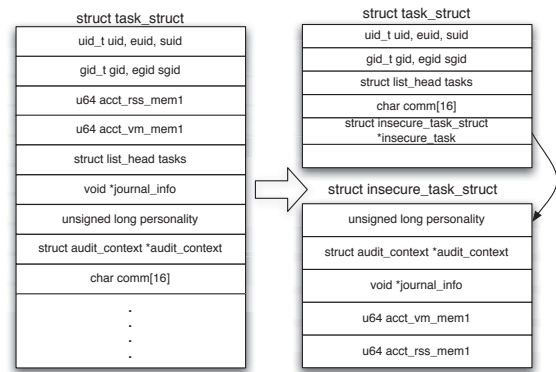 struct task_struct
uid_t uid, euid, suid
gid_t gid, egid sgid
u64 acct_rss_mem1
u64 acct_vm_mem1
struct list_head tasks
void *journal_info
unsigned long personality
struct audit_context *audit_context
char comm[16]
.
.
.
.
struct task_struct
uid_t uid, euid, suid
gid_t gid, egid sgid
struct list_head tasks
char comm[16]
struct insecure_task_struct
*insecure_task
struct insecure_task_struct
unsigned long personality
struct audit_context *audit_context
void *journal_info
u64 acct_vm_mem1
u64 acct_rss_mem1